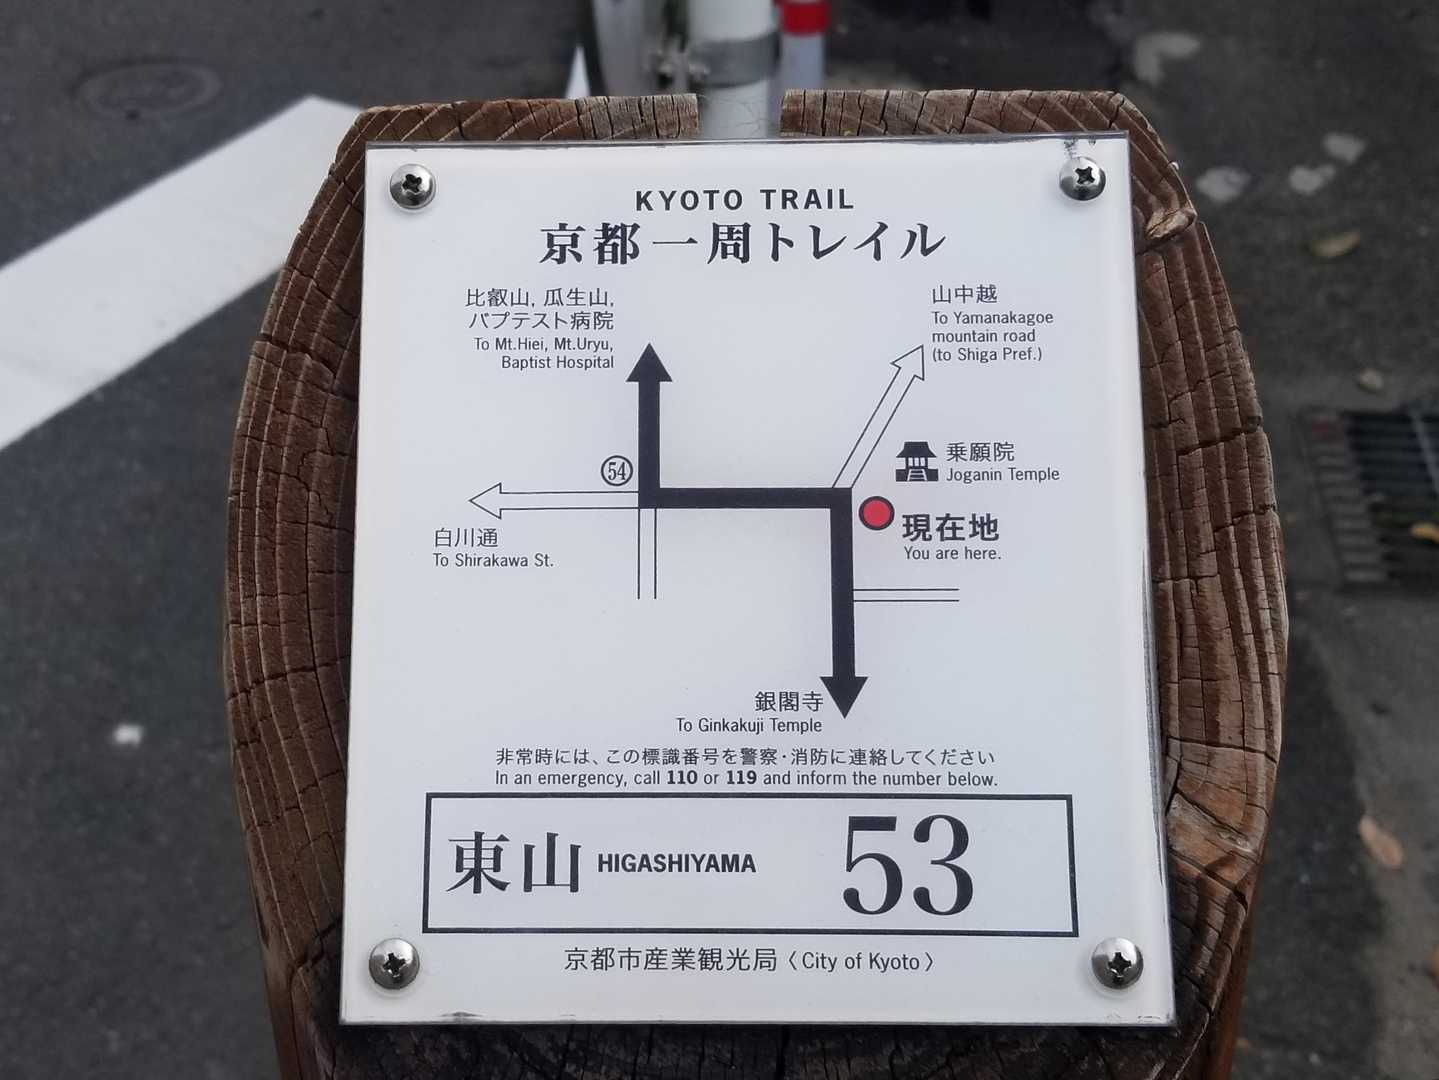 KYOTO TRAIL
京都一周トレイル
比叡山, 瓜生山,
バプテスト病院
To Mt.Hiei, Mt.Uryu,
Baptist Hospital
山中越
To Yamanakagoe
mountain road
(to Shiga Pref.)
54
乗願院
Joganin Temple
白川通
To Shirakawa St.
現在地
You are here.
銀閣寺
To Ginkakuji Temple
非常時には、この標識番号を警察・消防に連絡してください
In an emergency, call 110 or 119 and inform the number below.
東山 HIGASHIYAMA 53
京都市産業観光局〈City of Kyoto〉